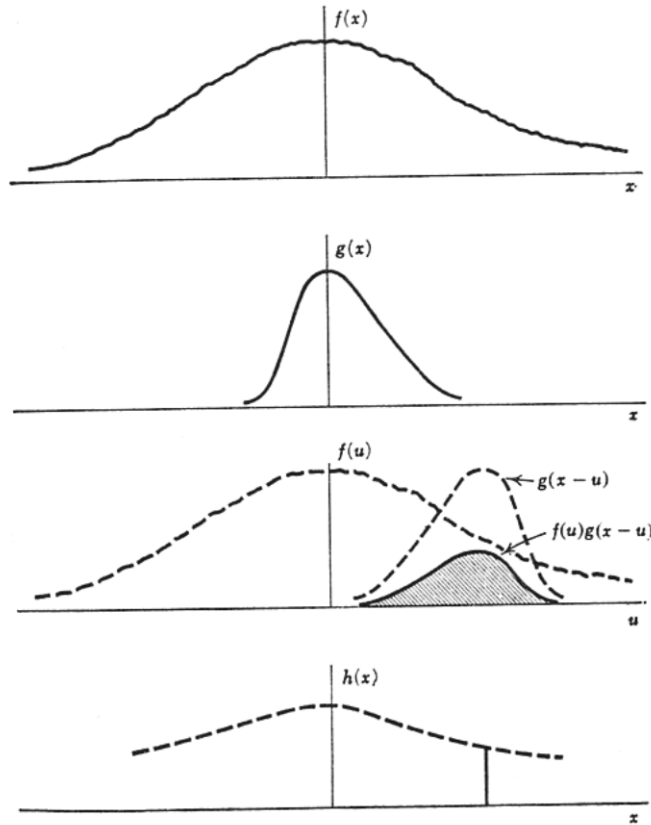 f(x)
x
g(x)
x
f(u)
g(x − u)
f(u)g(x − u)
u
h(x)
x